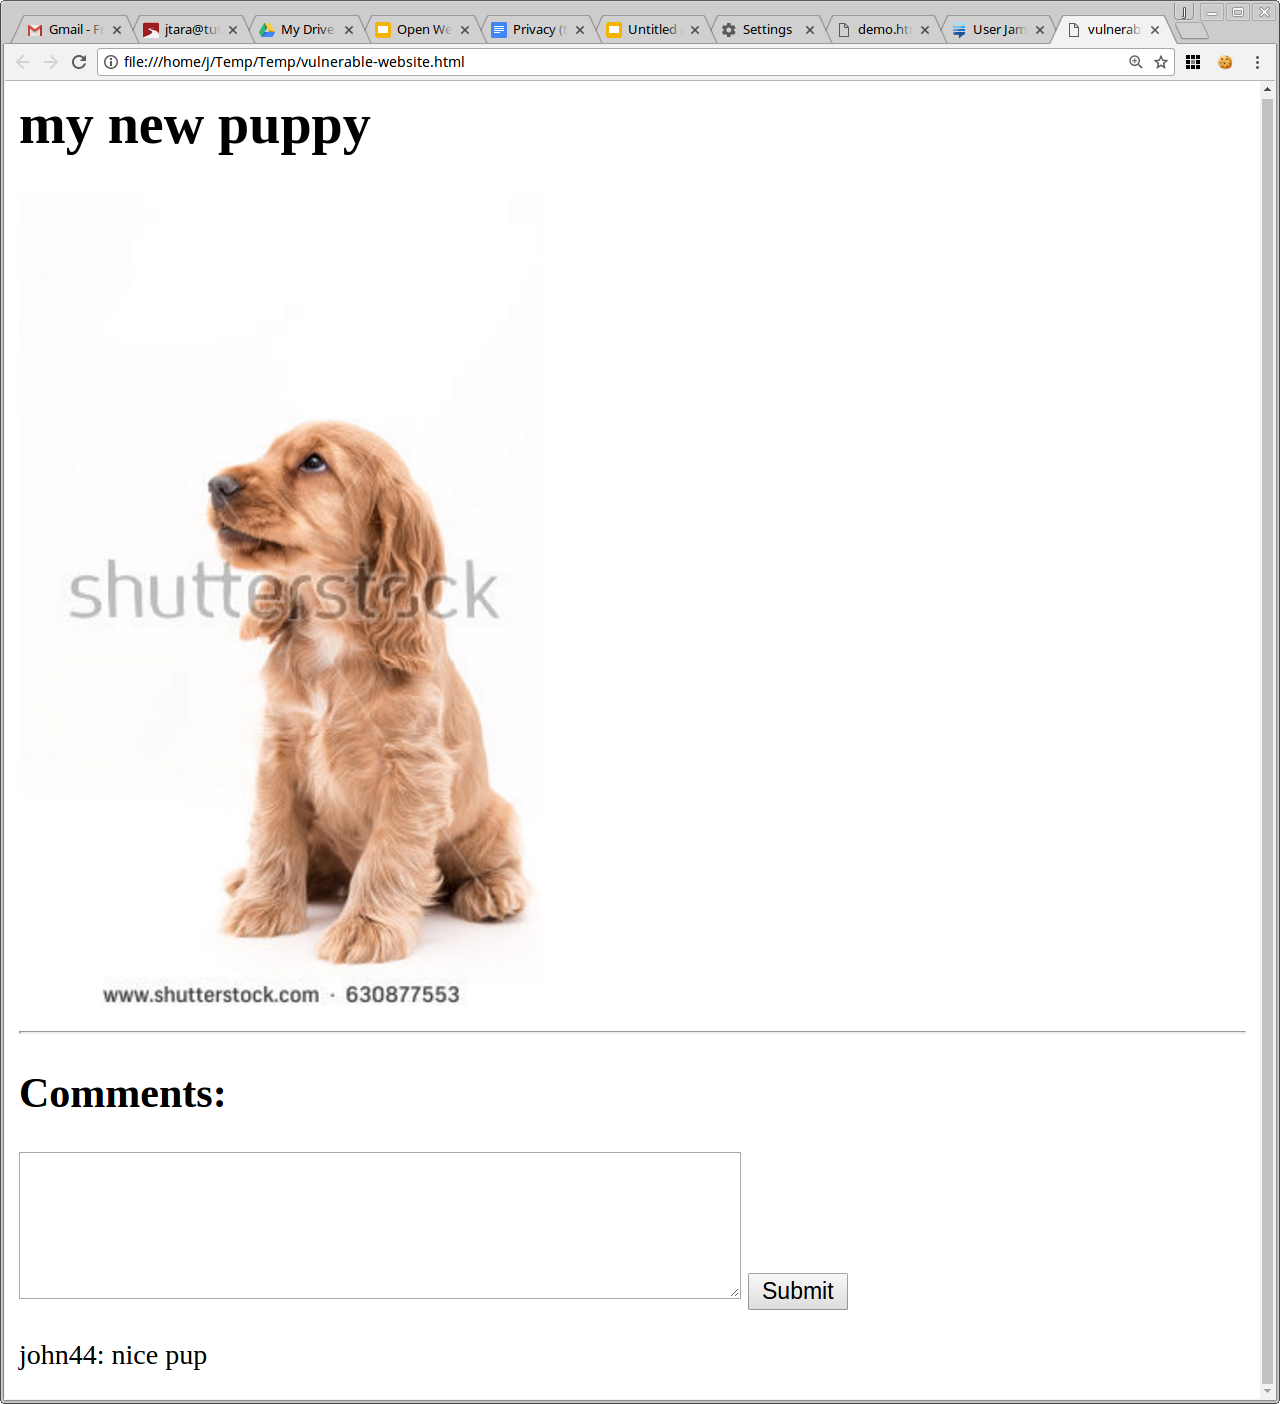 Gmail - Fr
jtara@tut
My Drive
Open We
Privacy (t
Untitled
Settings
demo.ht
User Jam
vulnerab
J
file:///home/j/Temp/Temp/vulnerable-website.html
my new puppy
shutterstock
www.shutterstock.com · 630877553
Comments:
Submit
john44: nice pup